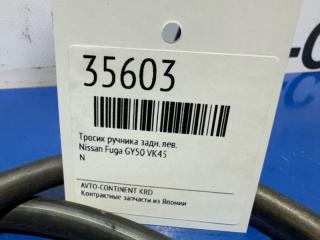 35603
Тросик ручника задн. лев.
Nissan Fuga GY50 VK45
N
AVTO-CONTINENT KRD
Контрактные запчасти из Японии